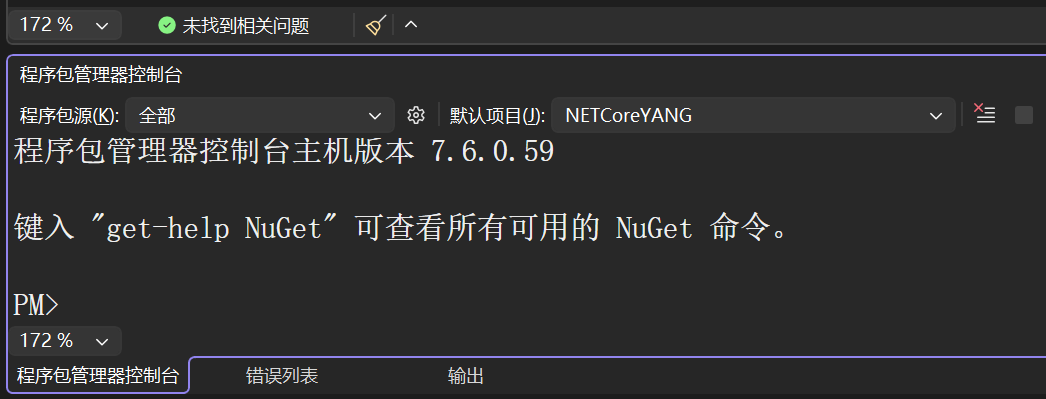 172 % 未找到相关问题
程序包管理器控制台
程序包源(K): 全部 默认项目(J): NETCoreYANG
程序包管理器控制台主机版本 7.6.0.59
键入 "get-help NuGet" 可查看所有可用的 NuGet 命令。
PM>
172 %
程序包管理器控制台 错误列表 输出